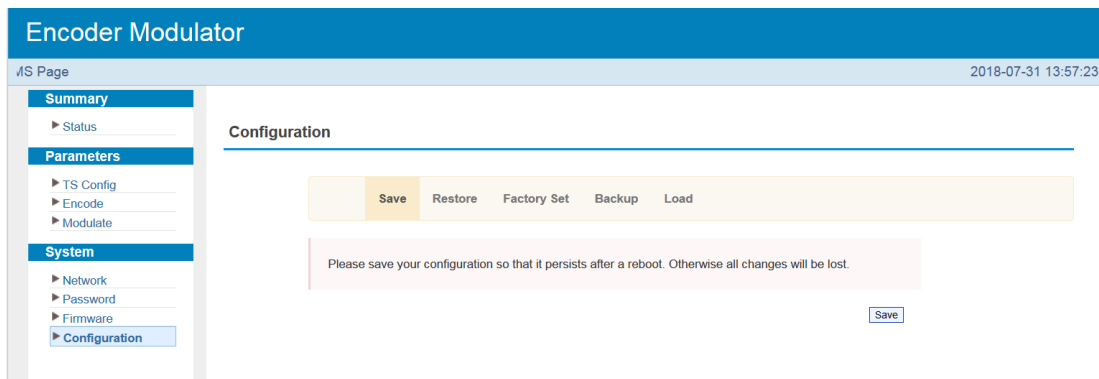 Encoder Modulator
MS Page
2018-07-31 13:57:23
Summary
Status
Parameters
TS Config
Encode
Modulate
System
Network
Password
Firmware
Configuration
Configuration
Save Restore Factory Set Backup Load
Please save your configuration so that it persists after a reboot. Otherwise all changes will be lost.
Save